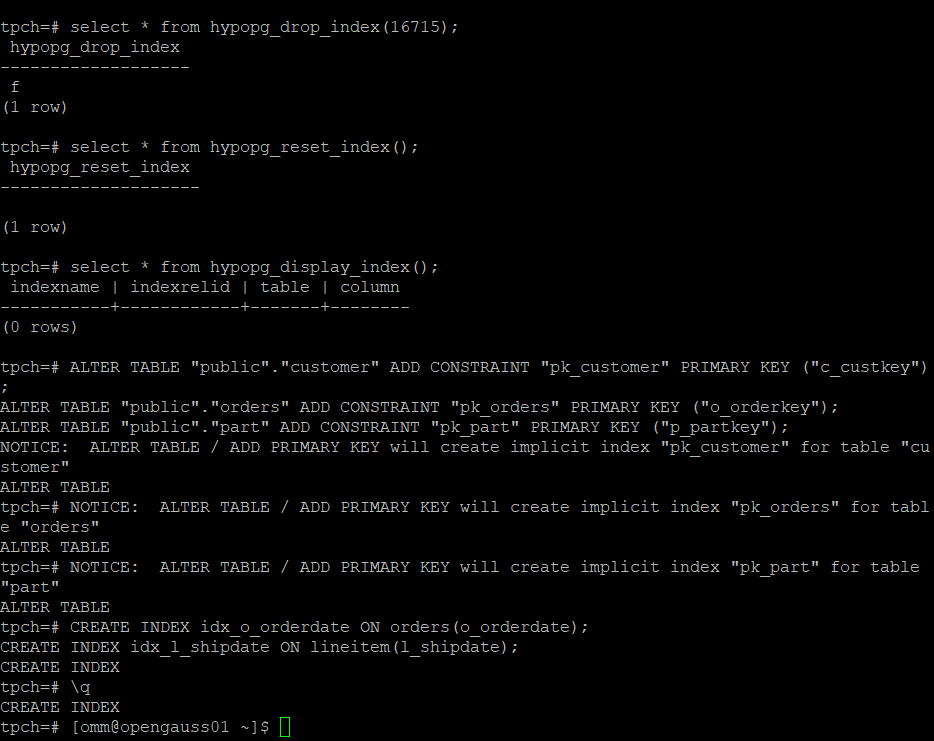 tpch=# select * from hypopg_drop_index(16715);
 hypopg_drop_index
-------------------
 f
(1 row)
tpch=# select * from hypopg_reset_index();
 hypopg_reset_index
--------------------
(1 row)
tpch=# select * from hypopg_display_index();
 indexname | indexrelid | table | column
-----------+------------+-------+--------
(0 rows)
tpch=# ALTER TABLE "public"."customer" ADD CONSTRAINT "pk_customer" PRIMARY KEY ("c_custkey")
;
ALTER TABLE "public"."orders" ADD CONSTRAINT "pk_orders" PRIMARY KEY ("o_orderkey");
ALTER TABLE "public"."part" ADD CONSTRAINT "pk_part" PRIMARY KEY ("p_partkey");
NOTICE:  ALTER TABLE / ADD PRIMARY KEY will create implicit index "pk_customer" for table "cu
stomer"
ALTER TABLE
tpch=# NOTICE:  ALTER TABLE / ADD PRIMARY KEY will create implicit index "pk_orders" for tabl
e "orders"
ALTER TABLE
tpch=# NOTICE:  ALTER TABLE / ADD PRIMARY KEY will create implicit index "pk_part" for table
"part"
ALTER TABLE
tpch=# CREATE INDEX idx_o_orderdate ON orders(o_orderdate);
CREATE INDEX idx_l_shipdate ON lineitem(l_shipdate);
CREATE INDEX
tpch=# \q
CREATE INDEX
tpch=# [omm@opengauss01 ~]$